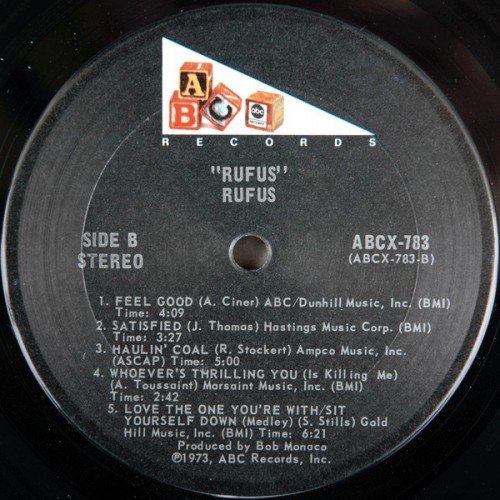 A
B C abc
RECORDS
"RUFUS"
RUFUS
SIDE B
STEREO
ABCX-783
(ABCX-783-B)
1. FEEL GOOD (A. Ciner) ABC/Dunhill Music, Inc. (BMI)
Time: 4:09
2. SATISFIED (J. Thomas) Hastings Music Corp. (BMI)
Time: 3:27
3. HAULIN' COAL (R. Stockert) Ampco Music, Inc.
(ASCAP) Time: 5:00
4. WHOEVER'S THRILLING YOU (Is Killing Me)
(A. Toussaint) Marsaint Music, Inc. (BMI)
Time: 2:42
5. LOVE THE ONE YOU'RE WITH/SIT
YOURSELF DOWN (Medley) (S. Stills) Gold
Hill Music, Inc. (BMI) Time: 6:21
Produced by Bob Monaco
℗1973, ABC Records, Inc.